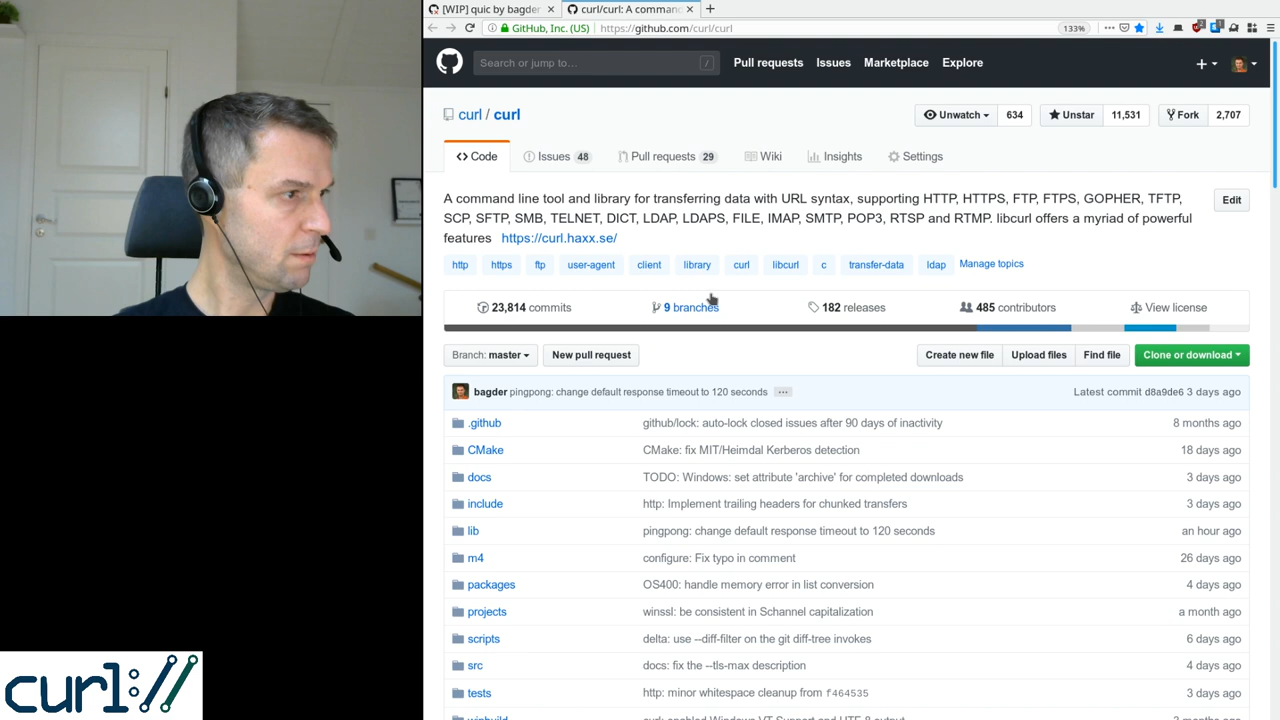 [WIP] quic by bagder
curl/curl: A comman
GitHub, Inc. (US) https://github.com/curl/curl 133%
Search or jump to… / Pull requests Issues Marketplace Explore
curl / curl Unwatch 634 Unstar 11,531 Fork 2,707
Code Issues 48 Pull requests 29 Wiki Insights Settings
A command line tool and library for transferring data with URL syntax, supporting HTTP, HTTPS, FTP, FTPS, GOPHER, TFTP,
SCP, SFTP, SMB, TELNET, DICT, LDAP, LDAPS, FILE, IMAP, SMTP, POP3, RTSP and RTMP. libcurl offers a myriad of powerful
features https://curl.haxx.se/
Edit
http https ftp user-agent client library curl libcurl c transfer-data ldap Manage topics
23,814 commits 9 branches 182 releases 485 contributors View license
Branch: master New pull request Create new file Upload files Find file Clone or download
bagder pingpong: change default response timeout to 120 seconds … Latest commit d8a9de6 3 days ago
.github github/lock: auto-lock closed issues after 90 days of inactivity 8 months ago
CMake CMake: fix MIT/Heimdal Kerberos detection 18 days ago
docs TODO: Windows: set attribute 'archive' for completed downloads 3 days ago
include http: Implement trailing headers for chunked transfers 3 days ago
lib pingpong: change default response timeout to 120 seconds an hour ago
m4 configure: Fix typo in comment 26 days ago
packages OS400: handle memory error in list conversion 4 days ago
projects winssl: be consistent in Schannel capitalization a month ago
scripts delta: use --diff-filter on the git diff-tree invokes 6 days ago
src docs: fix the --tls-max description 4 days ago
tests http: minor whitespace cleanup from f464535 3 days ago
curl://